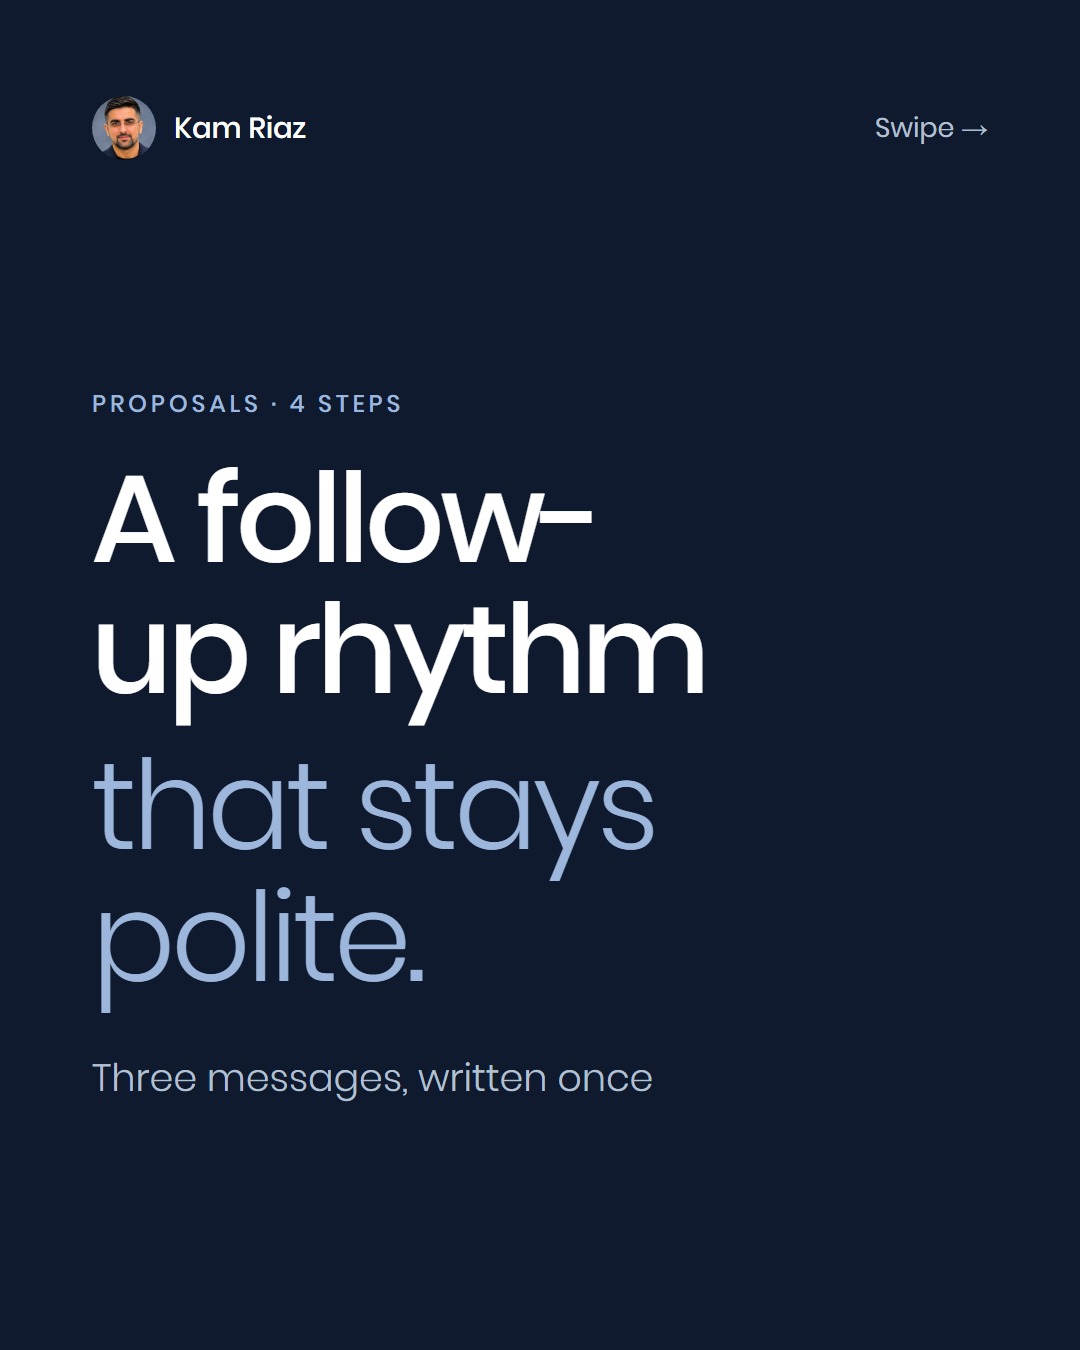 Kam Riaz
Swipe →
PROPOSALS · 4 STEPS
A follow-
up rhythm
that stays
polite.
Three messages, written once